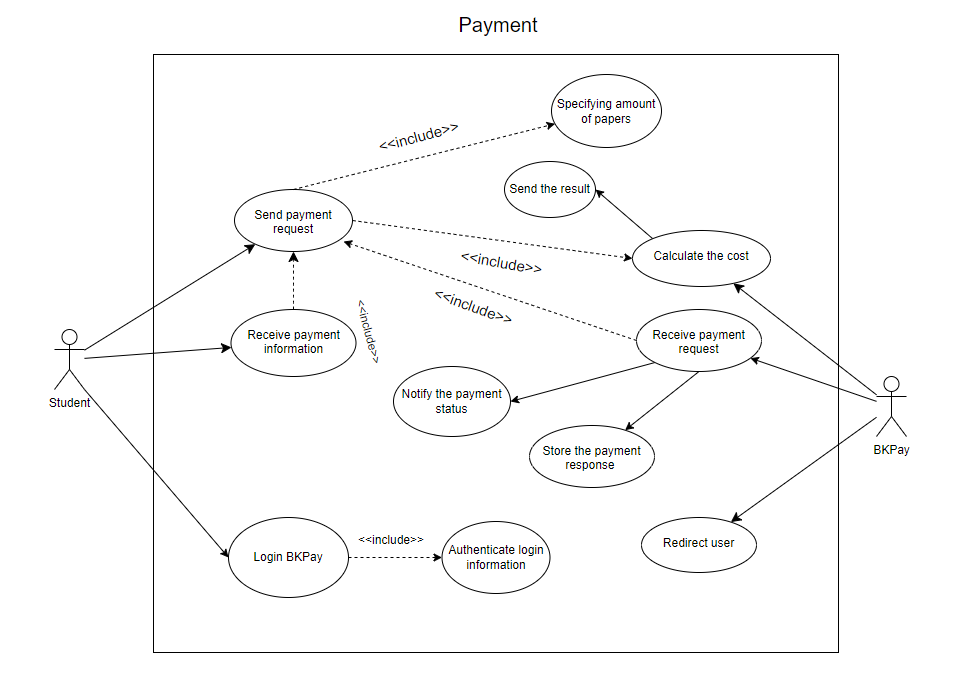 Payment
Specifying amount
of papers
<<include>>
Send the result
Send payment
request
Calculate the cost
<<include>>
<<include>>
<<include>>
Receive payment
information
Receive payment
request
Student
Notify the payment
status
BKPay
Store the payment
response
<<include>>
Login BKPay
Authenticate login
information
Redirect user